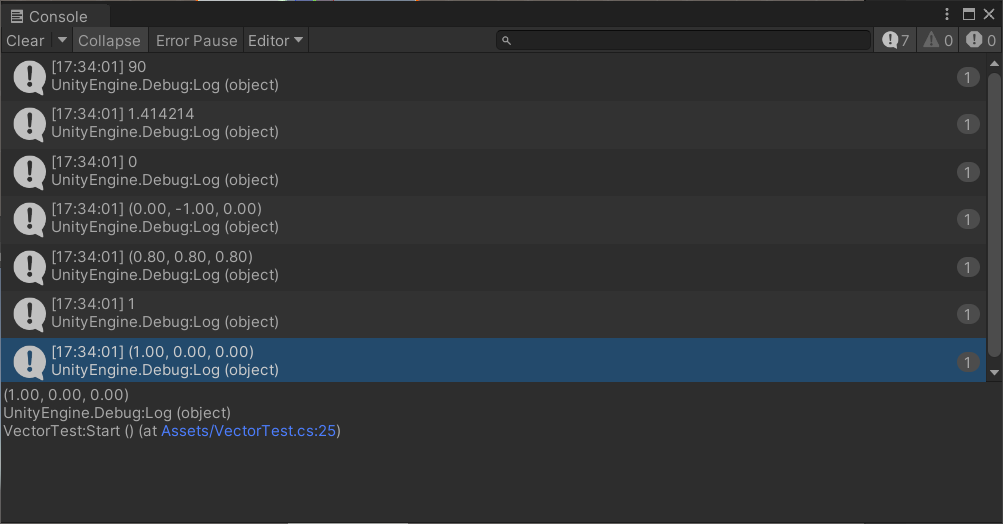 Console
Clear Collapse Error Pause Editor 7 0 0
[17:34:01] 90
UnityEngine.Debug:Log (object) 1
[17:34:01] 1.414214
UnityEngine.Debug:Log (object) 1
[17:34:01] 0
UnityEngine.Debug:Log (object) 1
[17:34:01] (0.00, -1.00, 0.00)
UnityEngine.Debug:Log (object) 1
[17:34:01] (0.80, 0.80, 0.80)
UnityEngine.Debug:Log (object) 1
[17:34:01] 1
UnityEngine.Debug:Log (object) 1
[17:34:01] (1.00, 0.00, 0.00)
UnityEngine.Debug:Log (object) 1
(1.00, 0.00, 0.00)
UnityEngine.Debug:Log (object)
VectorTest:Start () (at Assets/VectorTest.cs:25)